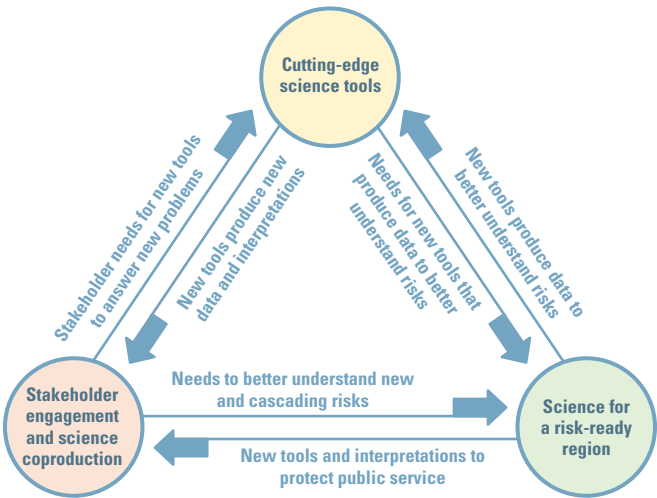 Cutting-edge
science tools
Stakeholder needs for new tools
to answer new problems
New tools produce new
data and interpretations
Needs for new tools that
produce data to better
understand risks
New tools produce data to
better understand risks
Stakeholder
engagement
and science
coproduction
Needs to better understand new
and cascading risks
New tools and interpretations to
protect public service
Science for
a risk-ready
region